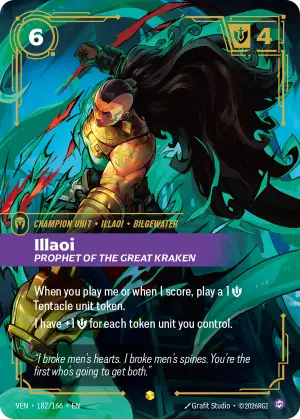 6
4
CHAMPION UNIT • ILLAOI • BILGEWATER
Illaoi
PROPHET OF THE GREAT KRAKEN
When you play me or when I score, play a 1
Tentacle unit token.
I have +1 for each token unit you control.
"I broke men's hearts. I broke men's spines. You're the
first who's going to get both."
VEN • 182/166 • EN
Grafit Studio • ©2026RGI